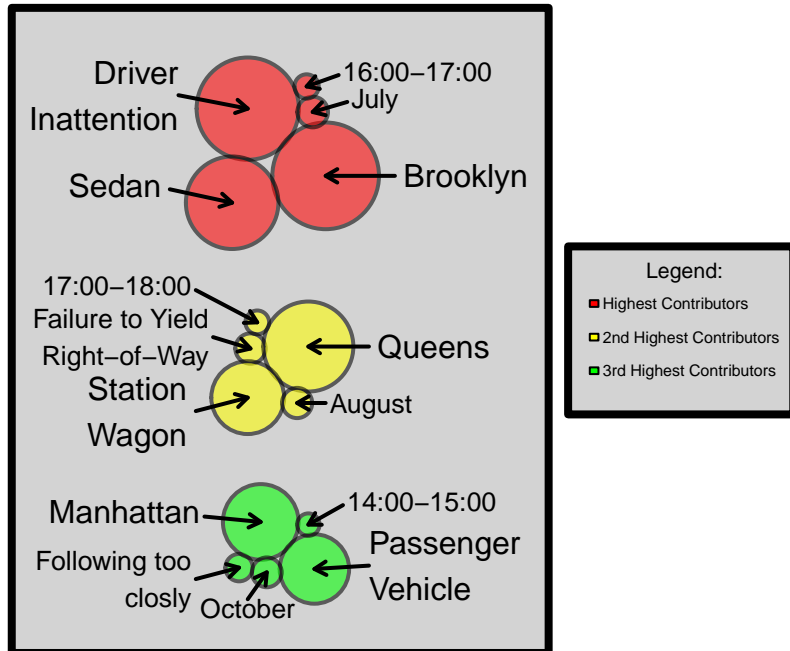 Driver
Inattention
16:00−17:00
July
Sedan
Brooklyn
17:00−18:00
Failure to Yield
Right−of−Way
Queens
Station
Wagon
August
Manhattan
14:00−15:00
Following too
closly
October
Passenger
Vehicle
Legend:
Highest Contributors
2nd Highest Contributors
3rd Highest Contributors